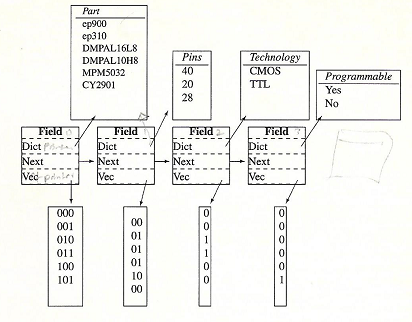 Part
ep900
ep310
DMPAL16L8
DMPAL10H8
MPM5032
CY2901
Pins
40
20
28
Technology
CMOS
TTL
Programmable
Yes
No
Field
Dict
Next
Vec
Field
Dict
Next
Vec
Field 2
Dict
Next
Vec
Field
Dict
Next
Vec
000
001
010
011
100
101
00
01
01
01
10
00
0
0
1
1
0
0
0
0
0
0
0
1